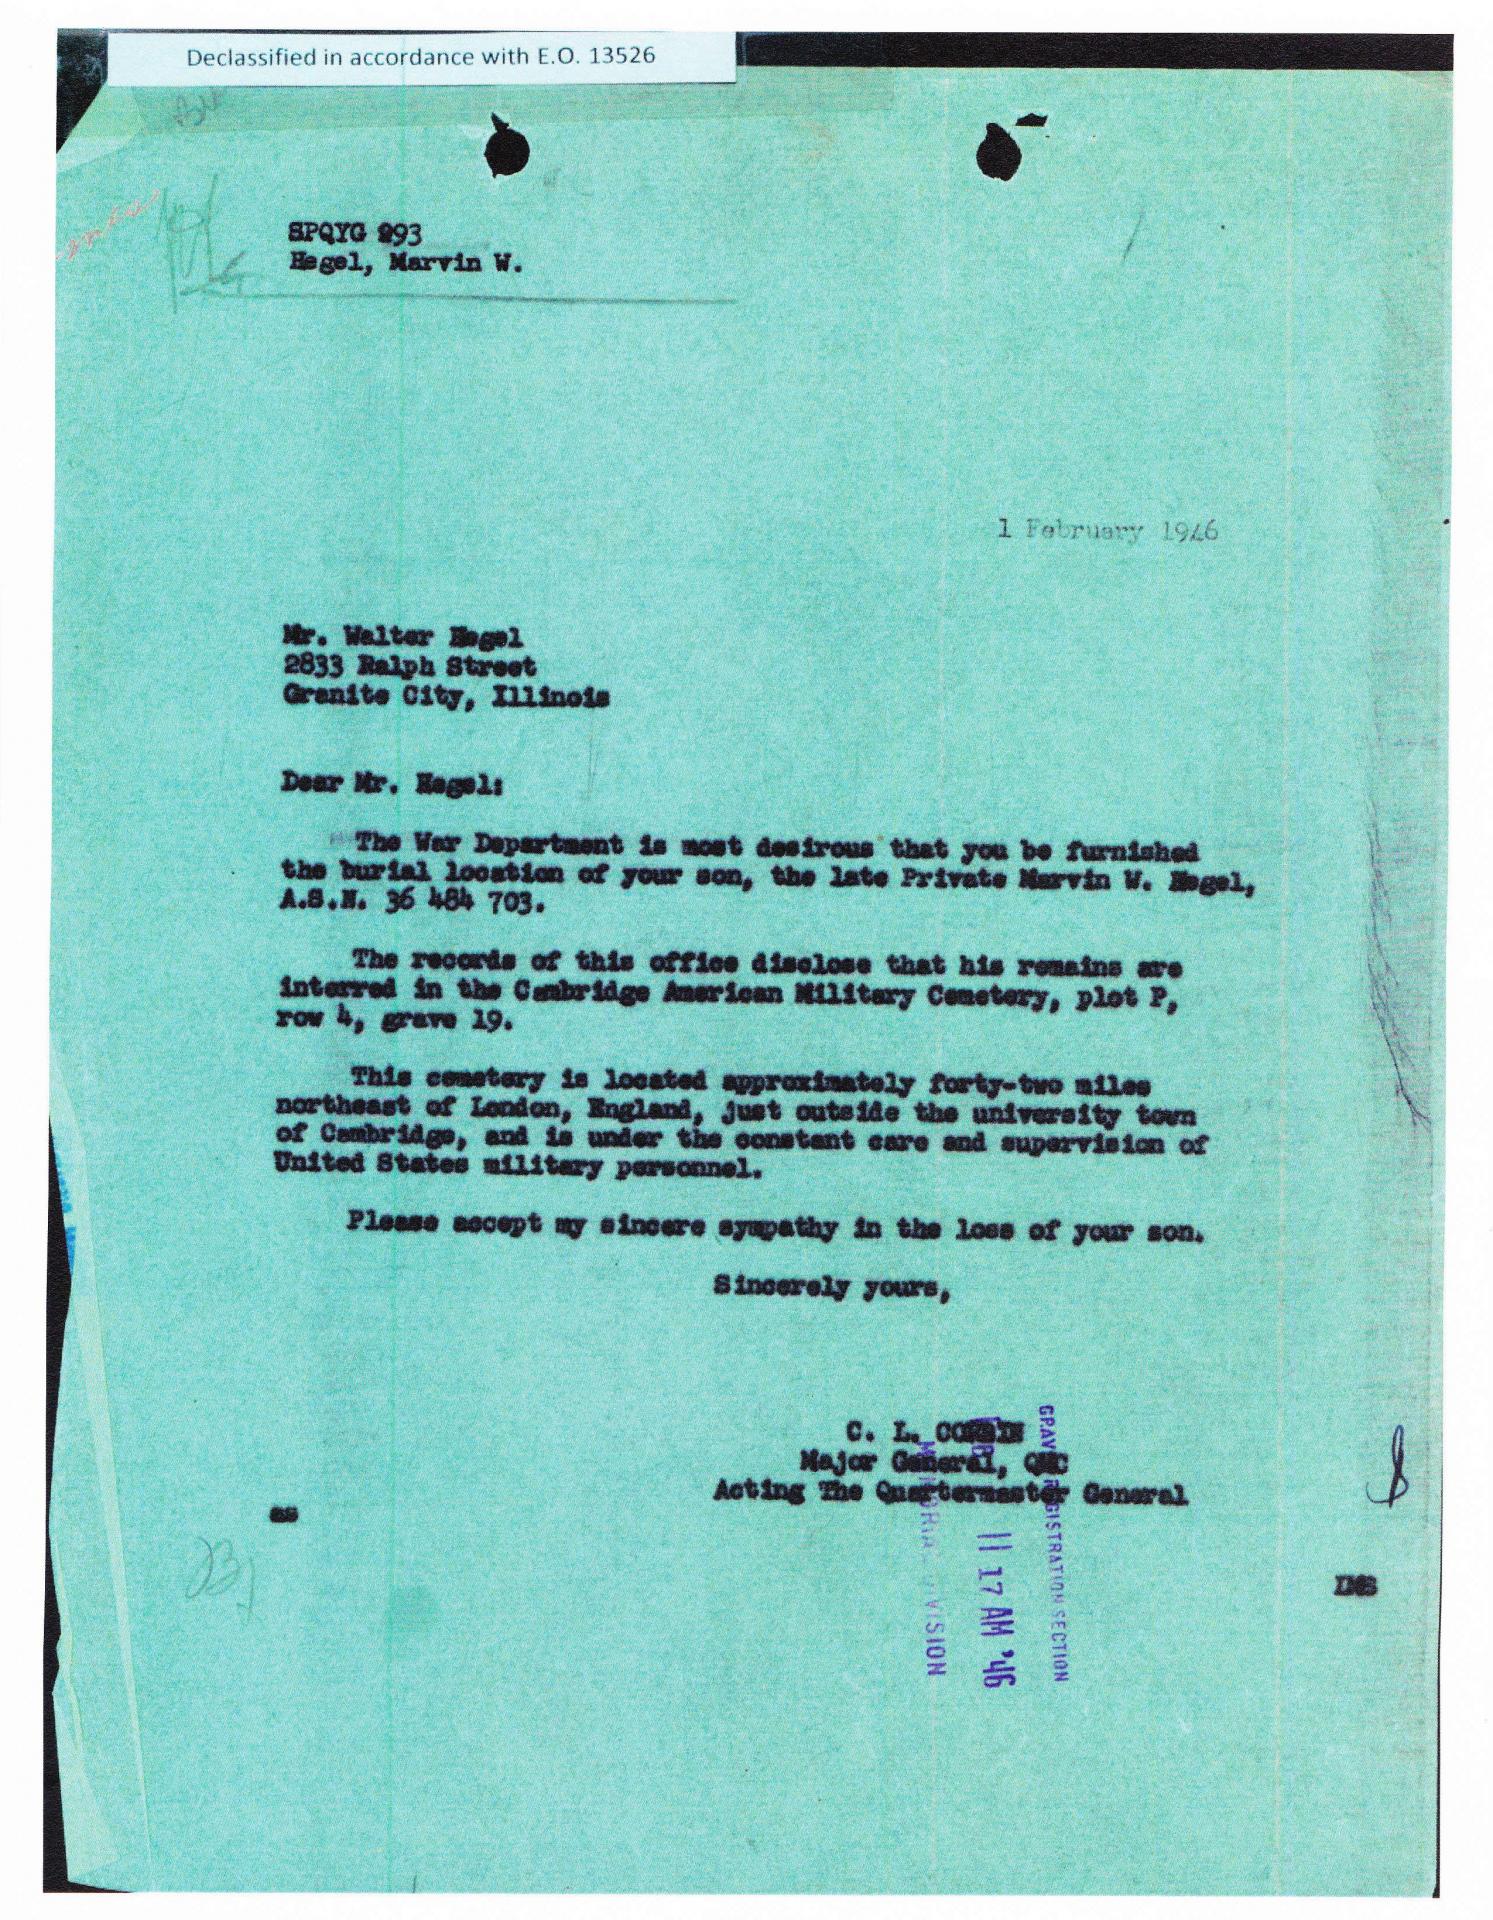 Declassified in accordance with E.O. 13526
SPQYG 293
Hegel, Marvin W.
1 February 1946
Mr. Walter Hegel
2833 Ralph Street
Granite City, Illinois
Dear Mr. Hegel:
The War Department is most desirous that you be furnished
the burial location of your son, the late Private Marvin W. Hegel,
A.S.N. 36 484 703.
The records of this office disclose that his remains are
interred in the Cambridge American Military Cemetery, plot P,
row 4, grave 19.
This cemetery is located approximately forty-two miles
northeast of London, England, just outside the university town
of Cambridge, and is under the constant care and supervision of
United States military personnel.
Please accept my sincere sympathy in the loss of your son.
Sincerely yours,
C. L. CORBIN
Major General, QMC
Acting The Quartermaster General
as
GRAVES REGISTRATION SECTION
11 17 AM '46
MEMORIAL DIVISION